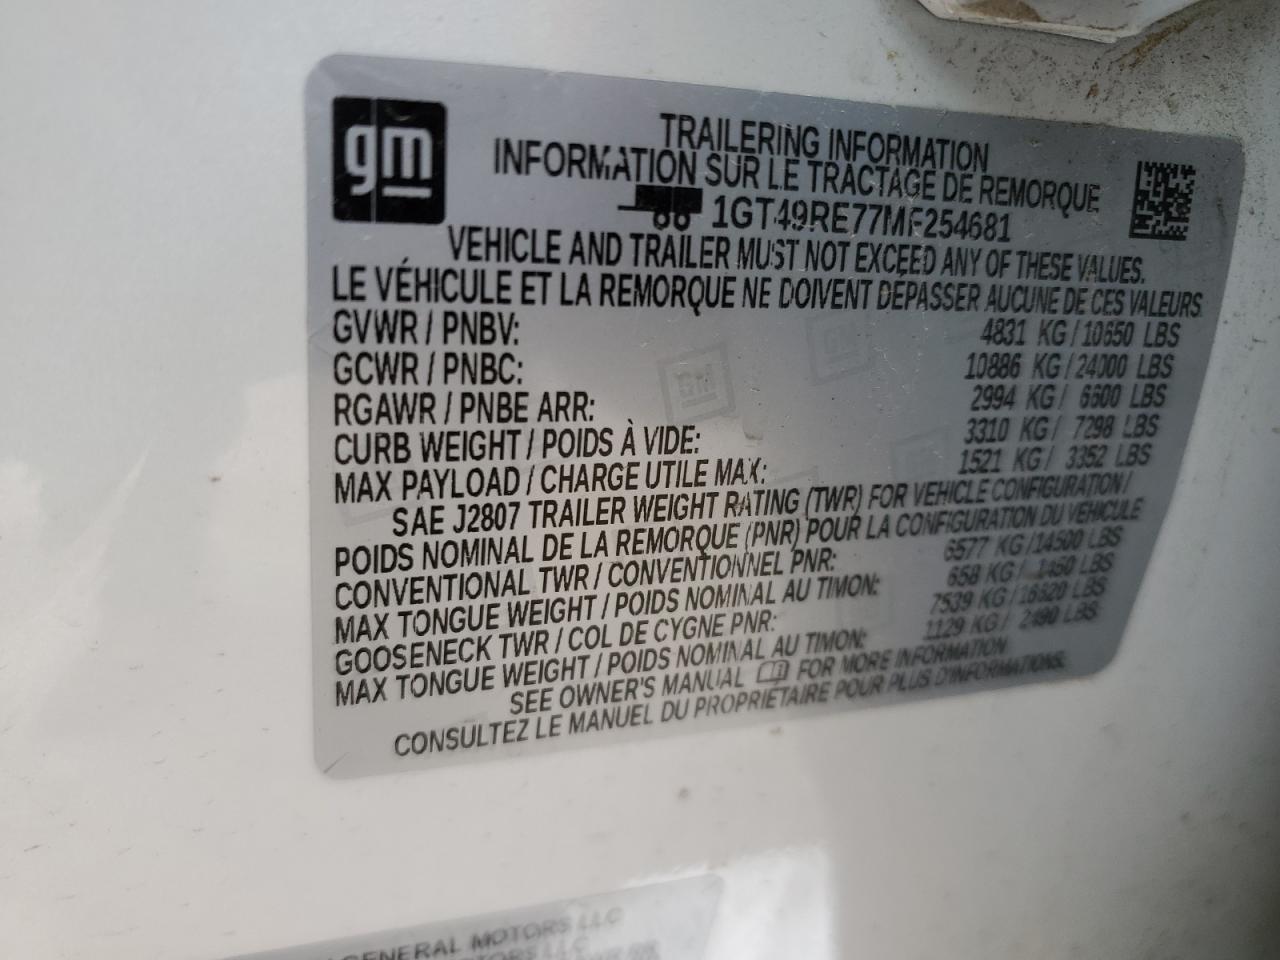 gm
TRAILERING INFORMATION
INFORMATION SUR LE TRACTAGE DE REMORQUE
1GT49RE77MF254681
VEHICLE AND TRAILER MUST NOT EXCEED ANY OF THESE VALUES.
LE VÉHICULE ET LA REMORQUE NE DOIVENT DÉPASSER AUCUNE DE CES VALEURS.
GVWR / PNBV: 4831 KG / 10650 LBS
GCWR / PNBC: 10886 KG / 24000 LBS
RGAWR / PNBE ARR: 2994 KG / 6600 LBS
CURB WEIGHT / POIDS À VIDE: 3310 KG / 7298 LBS
MAX PAYLOAD / CHARGE UTILE MAX: 1521 KG / 3352 LBS
SAE J2807 TRAILER WEIGHT RATING (TWR) FOR VEHICLE CONFIGURATION /
POIDS NOMINAL DE LA REMORQUE (PNR) POUR LA CONFIGURATION DU VÉHICULE
CONVENTIONAL TWR / CONVENTIONNEL PNR: 6577 KG / 14500 LBS
MAX TONGUE WEIGHT / POIDS NOMINAL AU TIMON: 658 KG / 1450 LBS
GOOSENECK TWR / COL DE CYGNE PNR: 7539 KG / 16620 LBS
MAX TONGUE WEIGHT / POIDS NOMINAL AU TIMON: 1129 KG / 2490 LBS
SEE OWNER'S MANUAL FOR MORE INFORMATION
CONSULTEZ LE MANUEL DU PROPRIÉTAIRE POUR PLUS D'INFORMATIONS.
GENERAL MOTORS LLC
MOTORS LLC